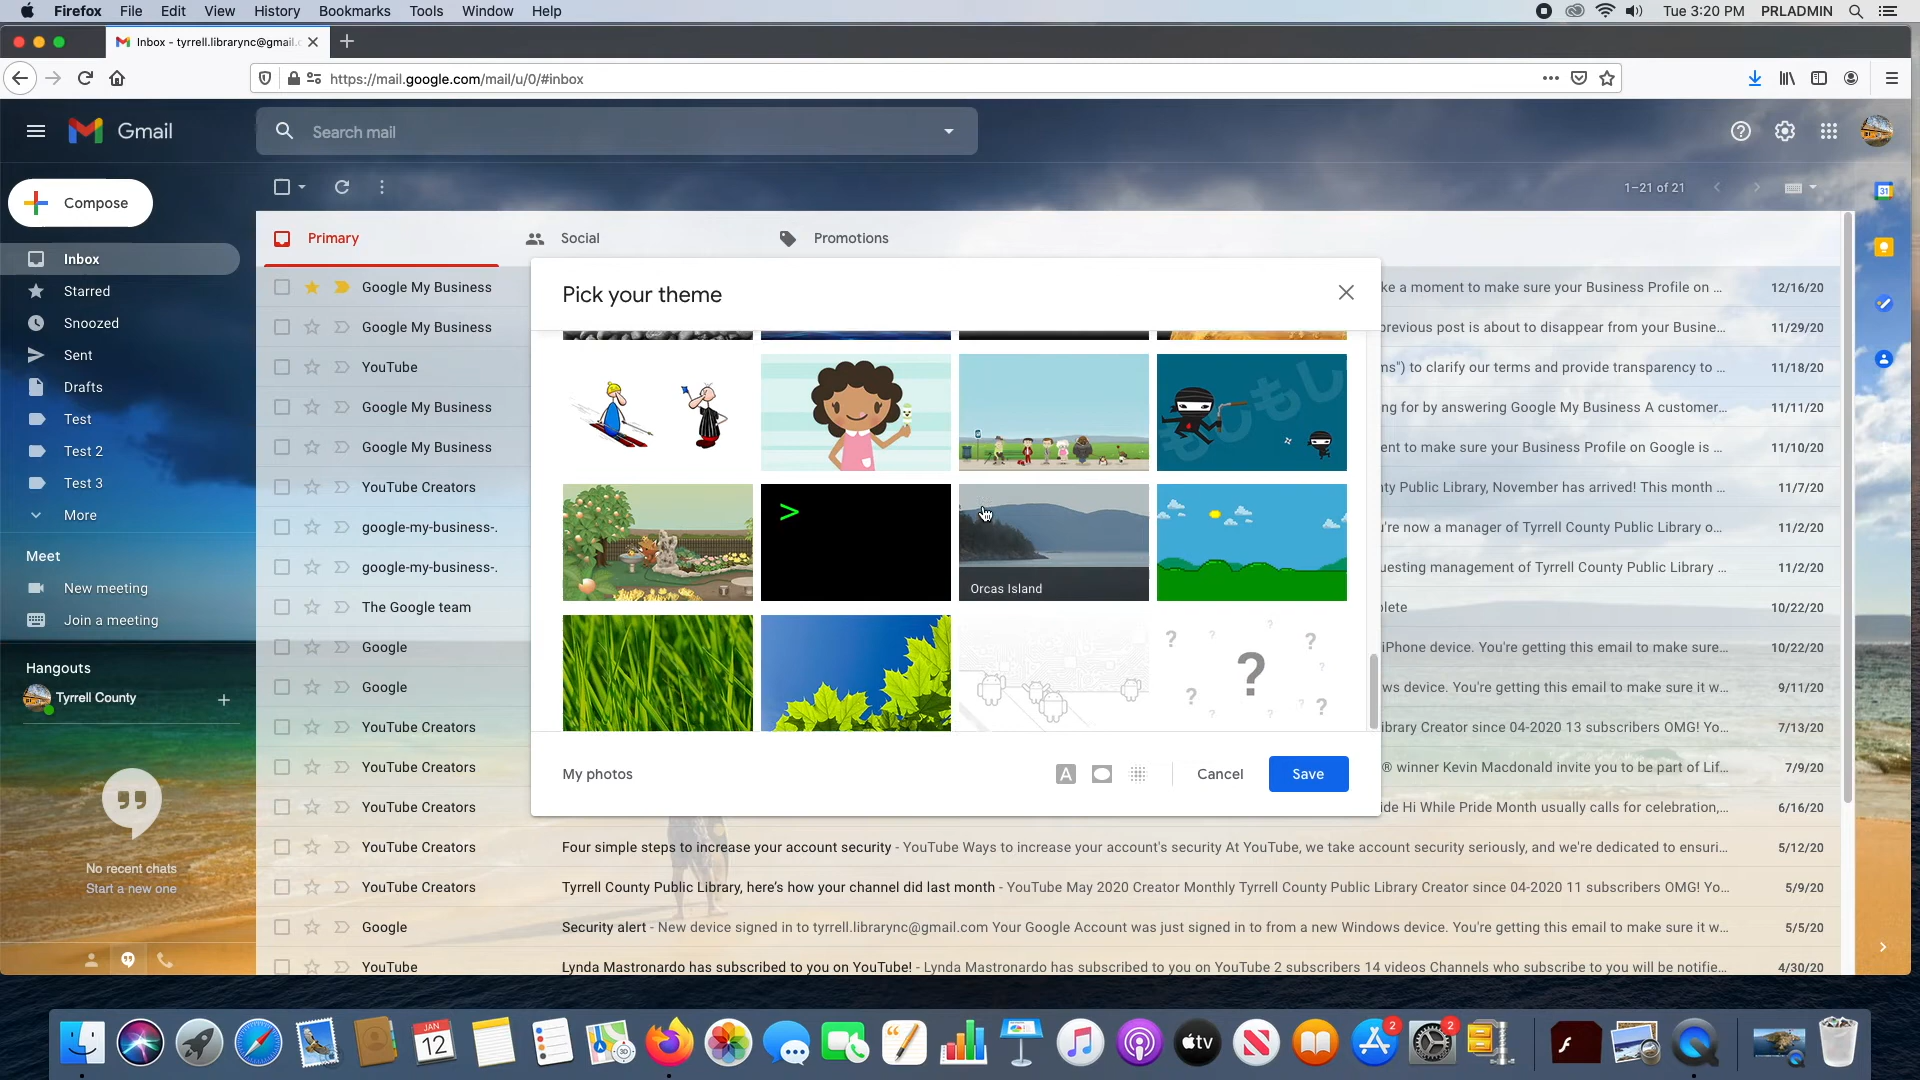 Firefox File Edit View History Bookmarks Tools Window Help Tue 3:20 PM PRLADMIN
Inbox - tyrrell.librarync@gmail.
https://mail.google.com/mail/u/0/#inbox
Gmail
Search mail
Compose
1–21 of 21
31
Primary Social Promotions
Inbox
Starred
Snoozed
Sent
Drafts
Test
Test 2
Test 3
More
Meet
New meeting
Join a meeting
Hangouts
Tyrrell County
No recent chats
Start a new one
Google My Business ke a moment to make sure your Business Profile on ... 12/16/20
Google My Business previous post is about to disappear from your Busine... 11/29/20
YouTube ms") to clarify our terms and provide transparency to ... 11/18/20
Google My Business ng for by answering Google My Business A customer... 11/11/20
Google My Business ent to make sure your Business Profile on Google is ... 11/10/20
YouTube Creators ty Public Library, November has arrived! This month ... 11/7/20
google-my-business-. 're now a manager of Tyrrell County Public Library o... 11/2/20
google-my-business-. uesting management of Tyrrell County Public Library ... 11/2/20
The Google team plete 10/22/20
Google iPhone device. You're getting this email to make sure... 10/22/20
Google ws device. You're getting this email to make sure it w... 9/11/20
YouTube Creators ibrary Creator since 04-2020 13 subscribers OMG! Yo... 7/13/20
YouTube Creators ® winner Kevin Macdonald invite you to be part of Lif... 7/9/20
YouTube Creators ide Hi While Pride Month usually calls for celebration,... 6/16/20
YouTube Creators Four simple steps to increase your account security - YouTube Ways to increase your account's security At YouTube, we take account security seriously, and we're dedicated to ensuri... 5/12/20
YouTube Creators Tyrrell County Public Library, here's how your channel did last month - YouTube May 2020 Creator Monthly Tyrrell County Public Library Creator since 04-2020 11 subscribers OMG! Yo... 5/9/20
Google Security alert - New device signed in to tyrrell.librarync@gmail.com Your Google Account was just signed in to from a new Windows device. You're getting this email to make sure it w... 5/5/20
YouTube Lynda Mastronardo has subscribed to you on YouTube! - Lynda Mastronardo has subscribed to you on YouTube 2 subscribers 14 videos Channels who subscribe to you will be notifie... 4/30/20
Pick your theme
もしもし
>
Orcas Island
?
My photos
A
Cancel
Save
JAN
12
3D
tv
2
2